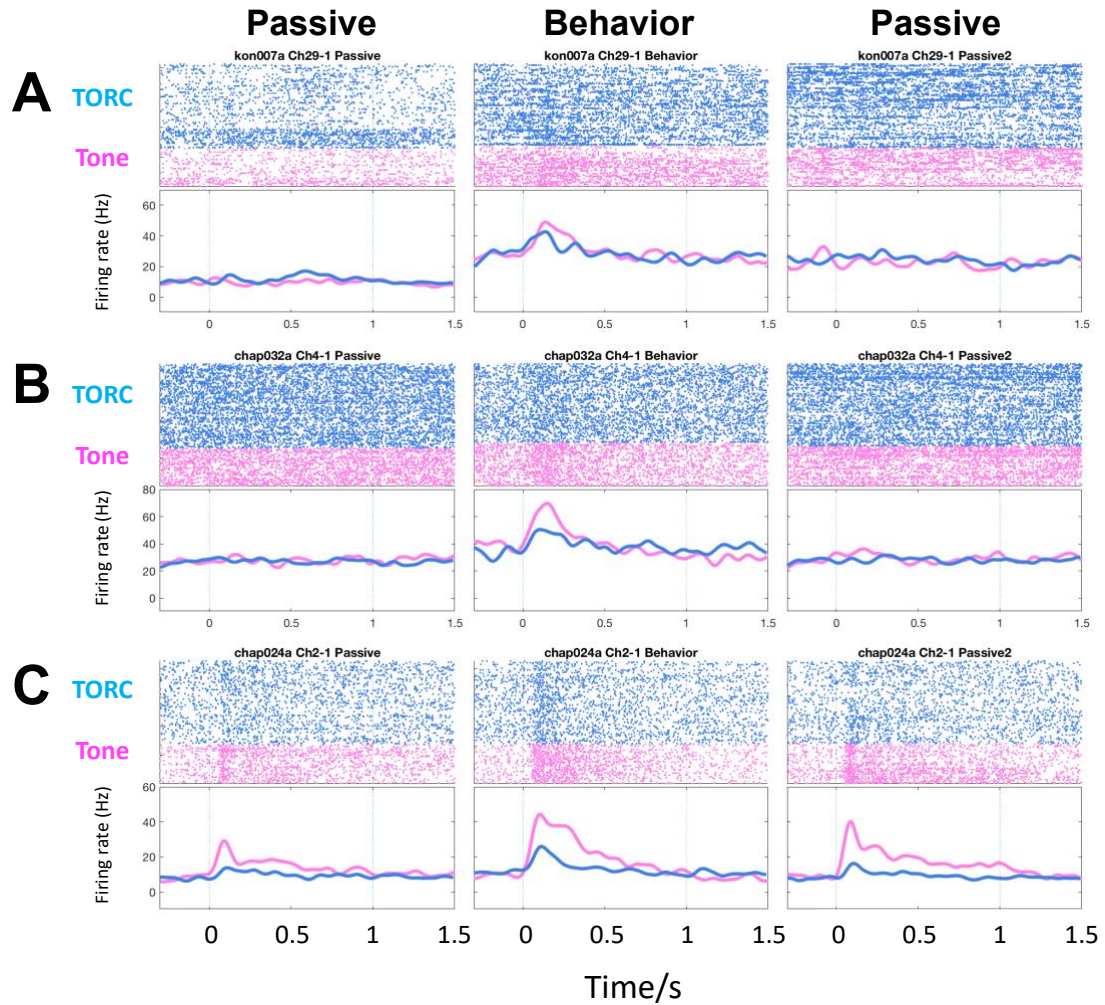 Passive Behavior Passive
kon007a Ch29-1 Passive kon007a Ch29-1 Behavior kon007a Ch29-1 Passive2
A
TORC
Tone
Firing rate (Hz)
60
40
20
0
0 0.5 1 1.5 0 0.5 1 1.5 0 0.5 1 1.5
chap032a Ch4-1 Passive chap032a Ch4-1 Behavior chap032a Ch4-1 Passive2
B
TORC
Tone
Firing rate (Hz)
80
60
40
20
0
0 0.5 1 1.5 0 0.5 1 1.5 0 0.5 1 1.5
chap024a Ch2-1 Passive chap024a Ch2-1 Behavior chap024a Ch2-1 Passive2
C
TORC
Tone
Firing rate (Hz)
60
40
20
0
0 0.5 1 1.5 0 0.5 1 1.5 0 0.5 1 1.5
Time/s